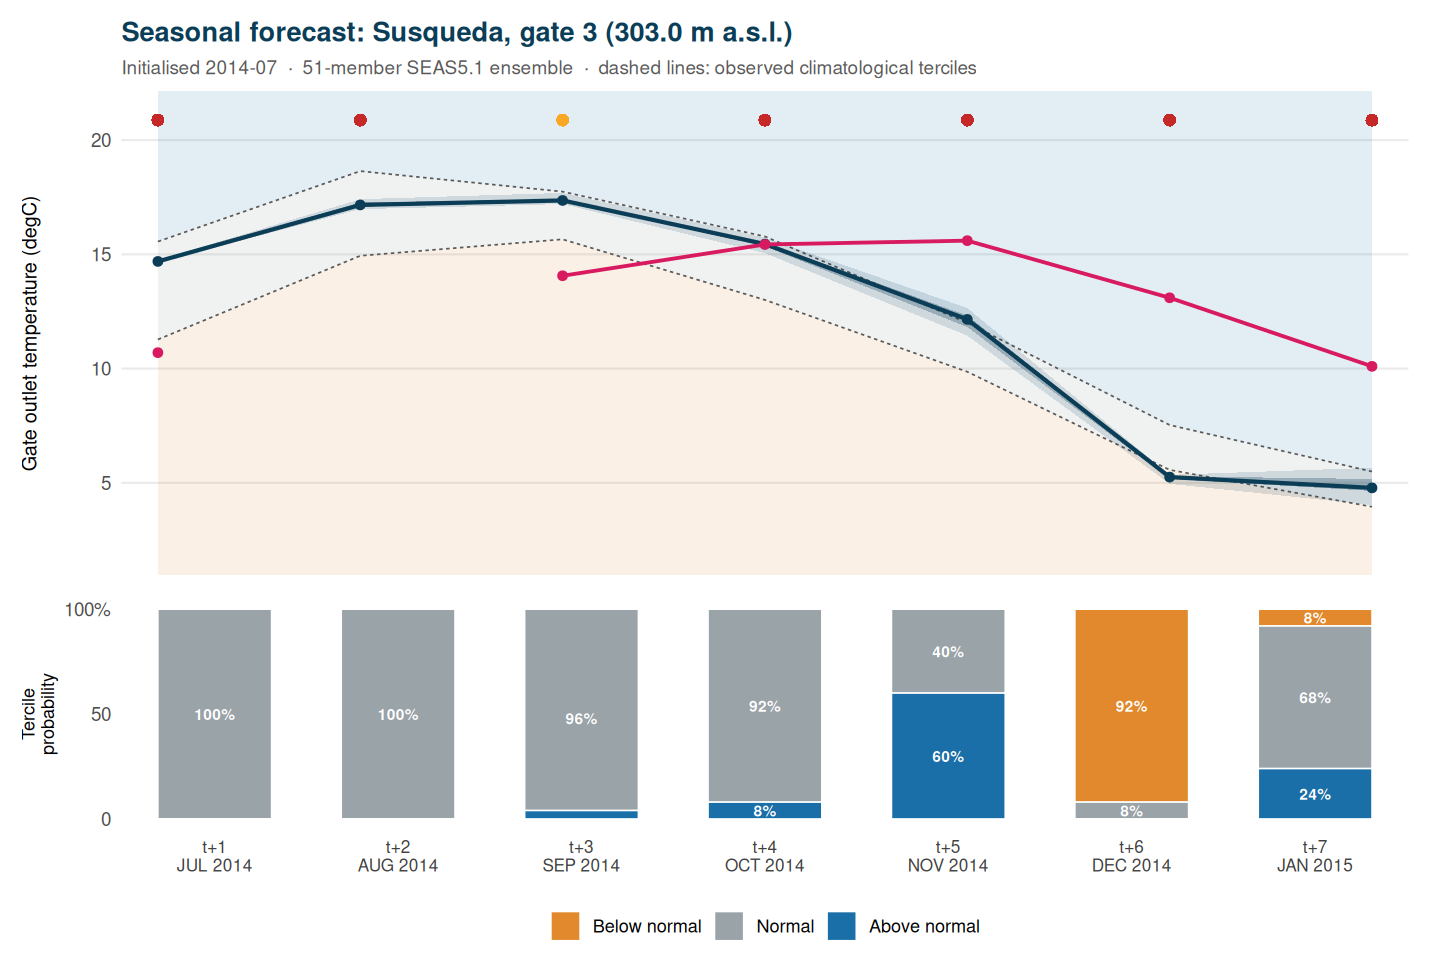 Seasonal forecast: Susqueda, gate 3 (303.0 m a.s.l.)
Initialised 2014-07 · 51-member SEAS5.1 ensemble · dashed lines: observed climatological terciles
Gate outlet temperature (degC)
20
15
10
5
Tercile
probability
100%
50
0
100%
100%
96%
92%
8%
40%
60%
92%
8%
8%
68%
24%
t+1
JUL 2014
t+2
AUG 2014
t+3
SEP 2014
t+4
OCT 2014
t+5
NOV 2014
t+6
DEC 2014
t+7
JAN 2015
Below normal
Normal
Above normal